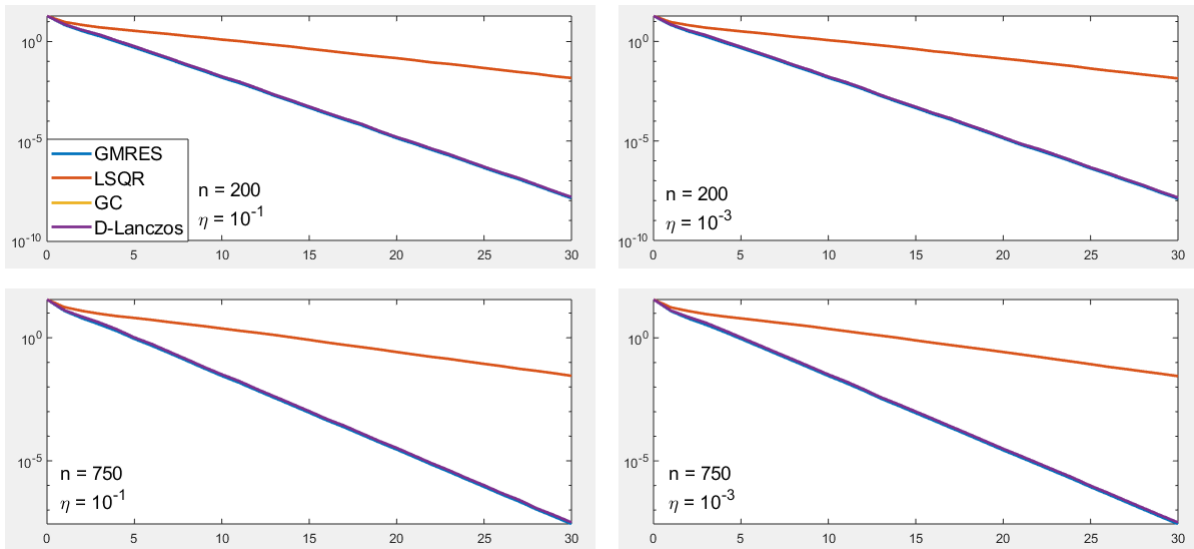 10^0
10^-5
10^-10
GMRES
LSQR
GC
D-Lanczos
n = 200
η = 10^-1
0 5 10 15 20 25 30
10^0
10^-5
10^-10
n = 200
η = 10^-3
0 5 10 15 20 25 30
10^0
10^-5
n = 750
η = 10^-1
0 5 10 15 20 25 30
10^0
10^-5
n = 750
η = 10^-3
0 5 10 15 20 25 30